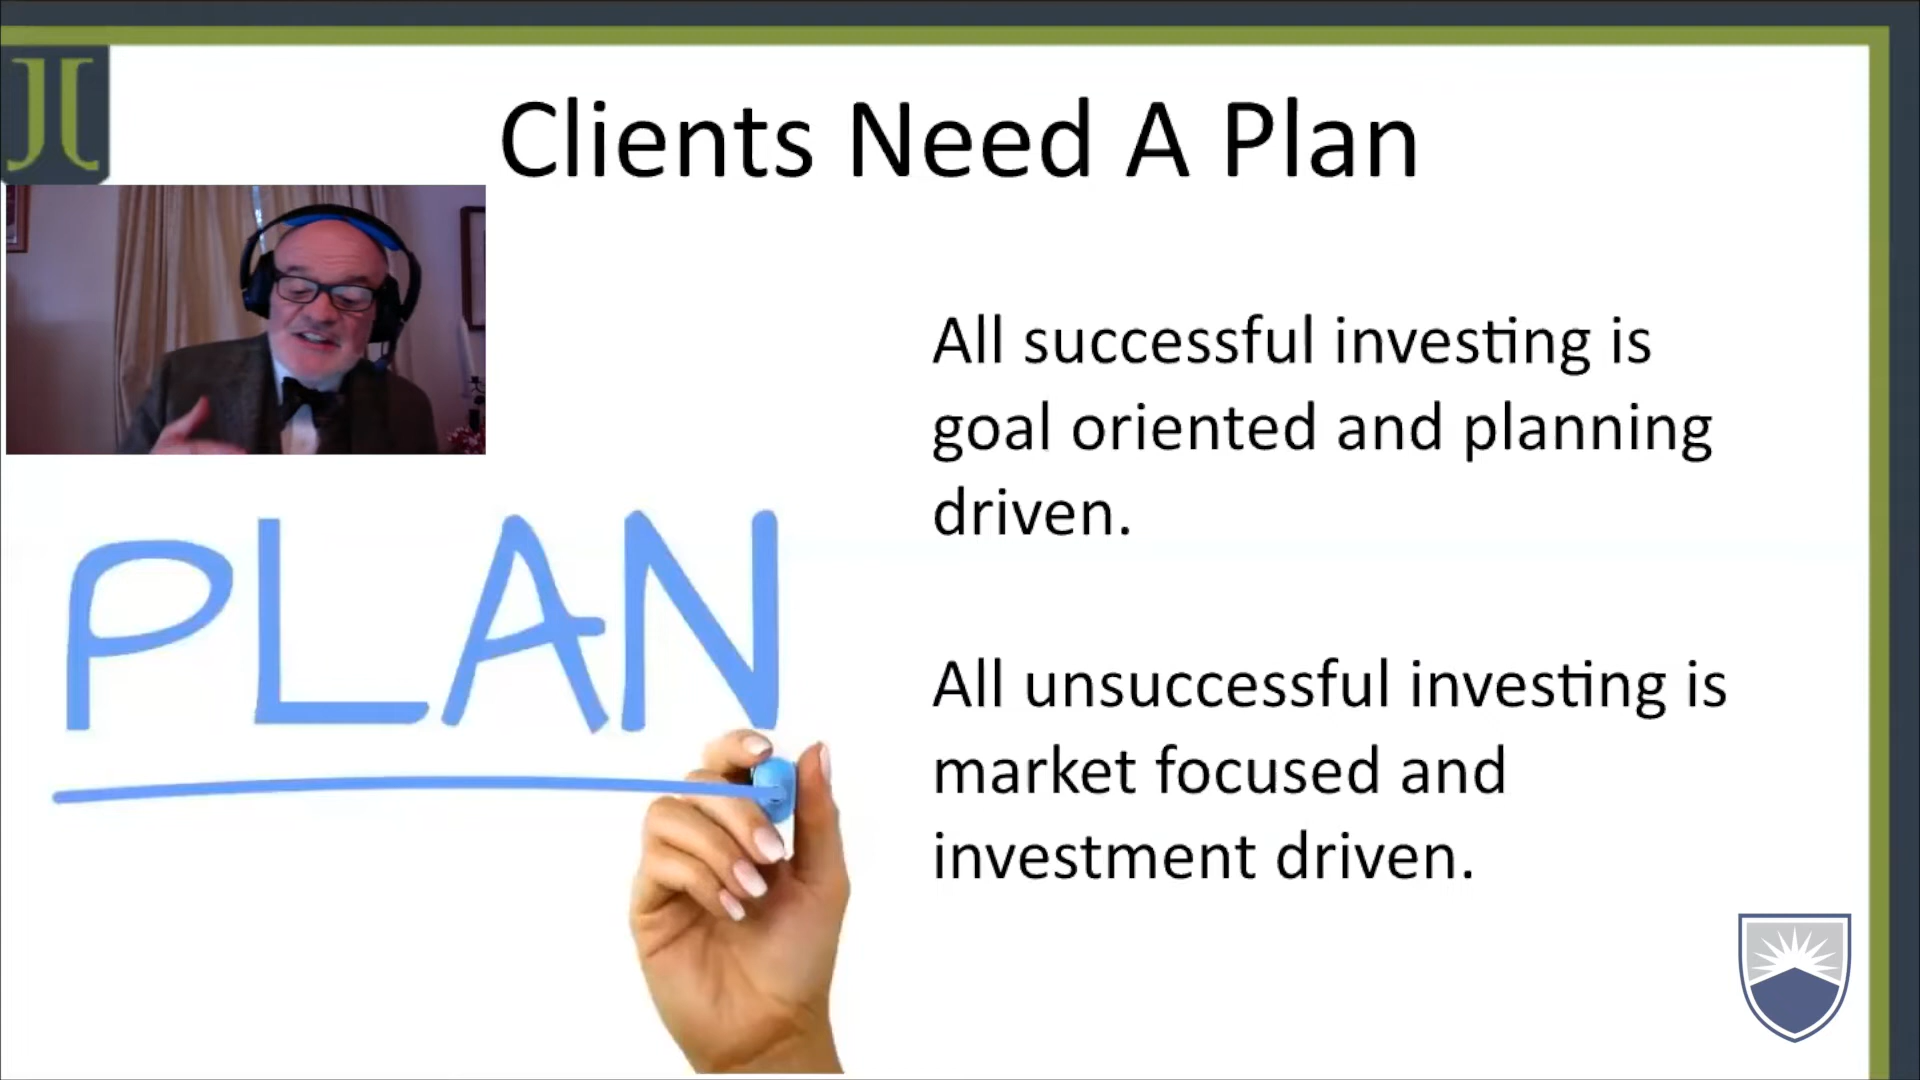 Clients Need A Plan
All successful investing is
goal oriented and planning
driven.
PLAN
All unsuccessful investing is
market focused and
investment driven.